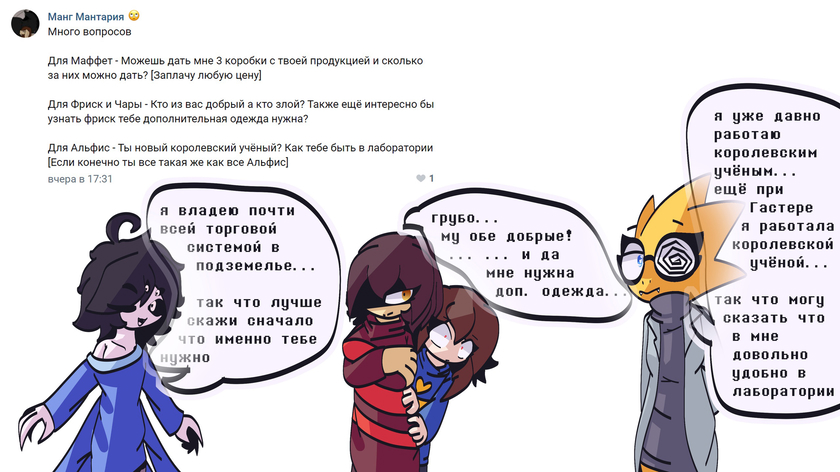 Манг Мантария
Много вопросов
Для Маффет - Можешь дать мне 3 коробки с твоей продукцией и сколько
за них можно дать? [Заплачу любую цену]
Для Фриск и Чары - Кто из вас добрый а кто злой? Также ещё интересно бы
узнать фриск тебе дополнительная одежда нужна?
Для Альфис - Ты новый королевский учёный? Как тебе быть в лаборатории
[Если конечно ты все такая же как все Альфис]
вчера в 17:31
1
я владею почти
всей торговой
системой в
подземелье...
так что лучше
скажи сначало
что именно тебе
нужно
грубо...
му обе добрые!
... ... и да
мне нужна
доп. одежда...
я уже давно
работаю
королевским
учёным...
ещё при
Гастере
я работала
королевской
учёной...
так что могу
сказать что
в мне
довольно
удобно в
лаборатории